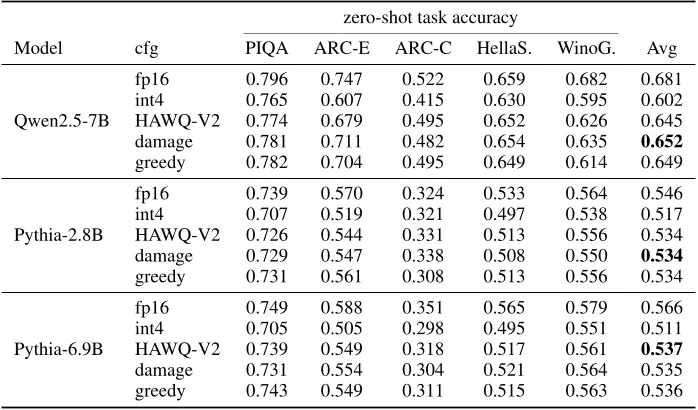 zero-shot task accuracy
Model cfg PIQA ARC-E ARC-C HellaS. WinoG. Avg
fp16 0.796 0.747 0.522 0.659 0.682 0.681
int4 0.765 0.607 0.415 0.630 0.595 0.602
Qwen2.5-7B HAWQ-V2 0.774 0.679 0.495 0.652 0.626 0.645
damage 0.781 0.711 0.482 0.654 0.635 0.652
greedy 0.782 0.704 0.495 0.649 0.614 0.649
fp16 0.739 0.570 0.324 0.533 0.564 0.546
int4 0.707 0.519 0.321 0.497 0.538 0.517
Pythia-2.8B HAWQ-V2 0.726 0.544 0.331 0.513 0.556 0.534
damage 0.729 0.547 0.338 0.508 0.550 0.534
greedy 0.731 0.561 0.308 0.513 0.556 0.534
fp16 0.749 0.588 0.351 0.565 0.579 0.566
int4 0.705 0.505 0.298 0.495 0.551 0.511
Pythia-6.9B HAWQ-V2 0.739 0.549 0.318 0.517 0.561 0.537
damage 0.731 0.554 0.304 0.521 0.564 0.535
greedy 0.743 0.549 0.311 0.515 0.563 0.536